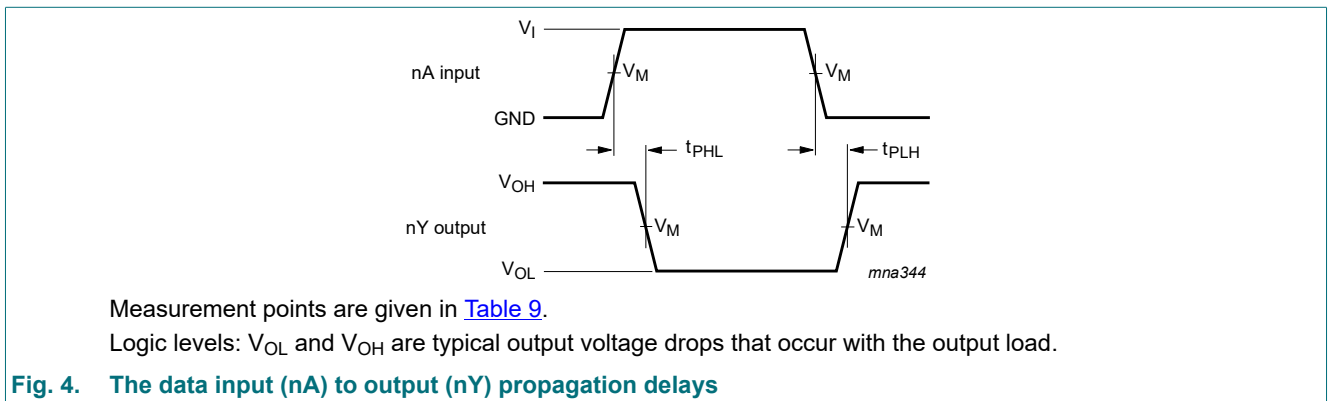 V_I
nA input
V_M
V_M
GND
t_PHL
t_PLH
V_OH
nY output
V_M
V_M
V_OL
mna344
Measurement points are given in Table 9.
Logic levels: V_OL and V_OH are typical output voltage drops that occur with the output load.
Fig. 4. The data input (nA) to output (nY) propagation delays